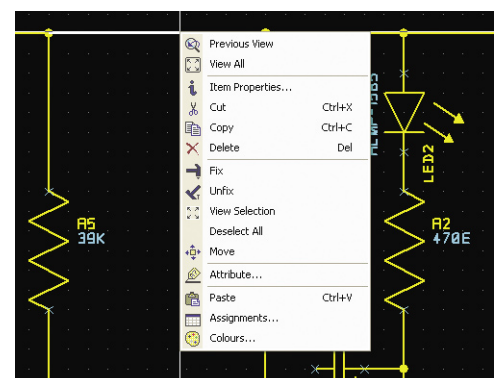 Previous View
View All
Item Properties...
Cut Ctrl+X
Copy Ctrl+C
Delete Del
Fix
Unfix
View Selection
Deselect All
Move
Attribute...
Paste Ctrl+V
Assignments...
Colours...
R5
39K
LED2
R2
470E